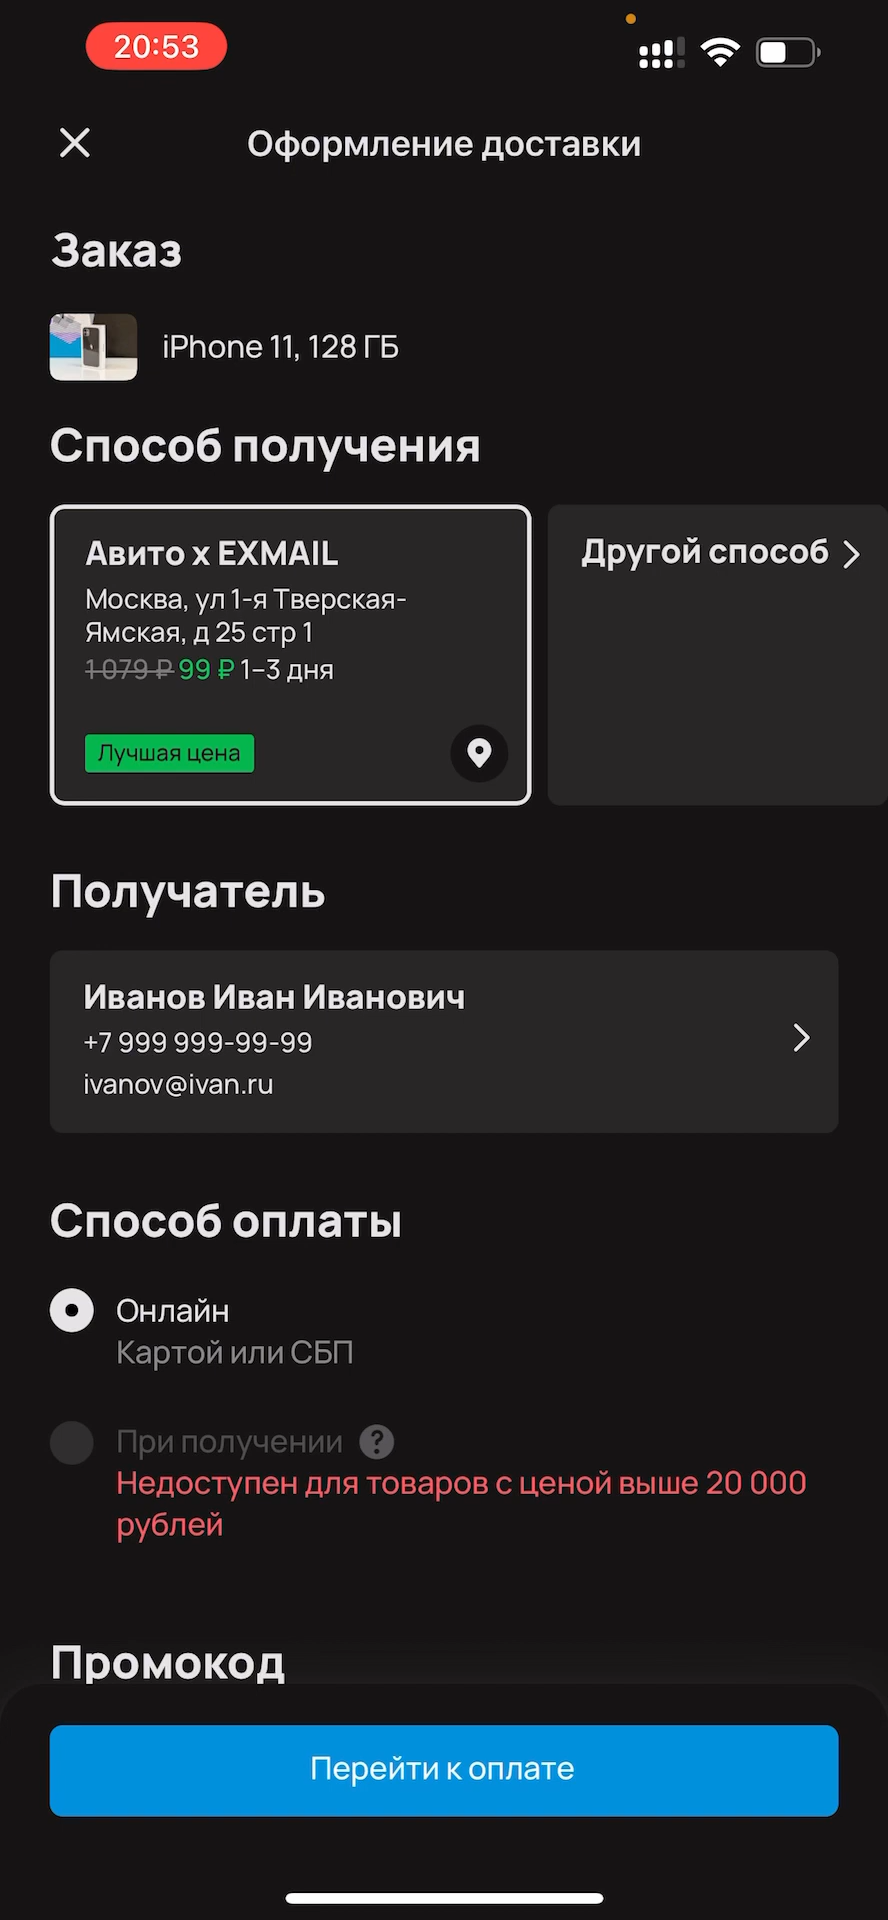 20:53
Оформление доставки
Заказ
iPhone 11, 128 ГБ
Способ получения
Авито x EXMAIL
Москва, ул 1-я Тверская-
Ямская, д 25 стр 1
1 079 ₽ 99 ₽ 1–3 дня
Лучшая цена
Другой способ
Получатель
Иванов Иван Иванович
+7 999 999-99-99
ivanov@ivan.ru
Способ оплаты
Онлайн
Картой или СБП
При получении ?
Недоступен для товаров с ценой выше 20 000
рублей
Промокод
Перейти к оплате